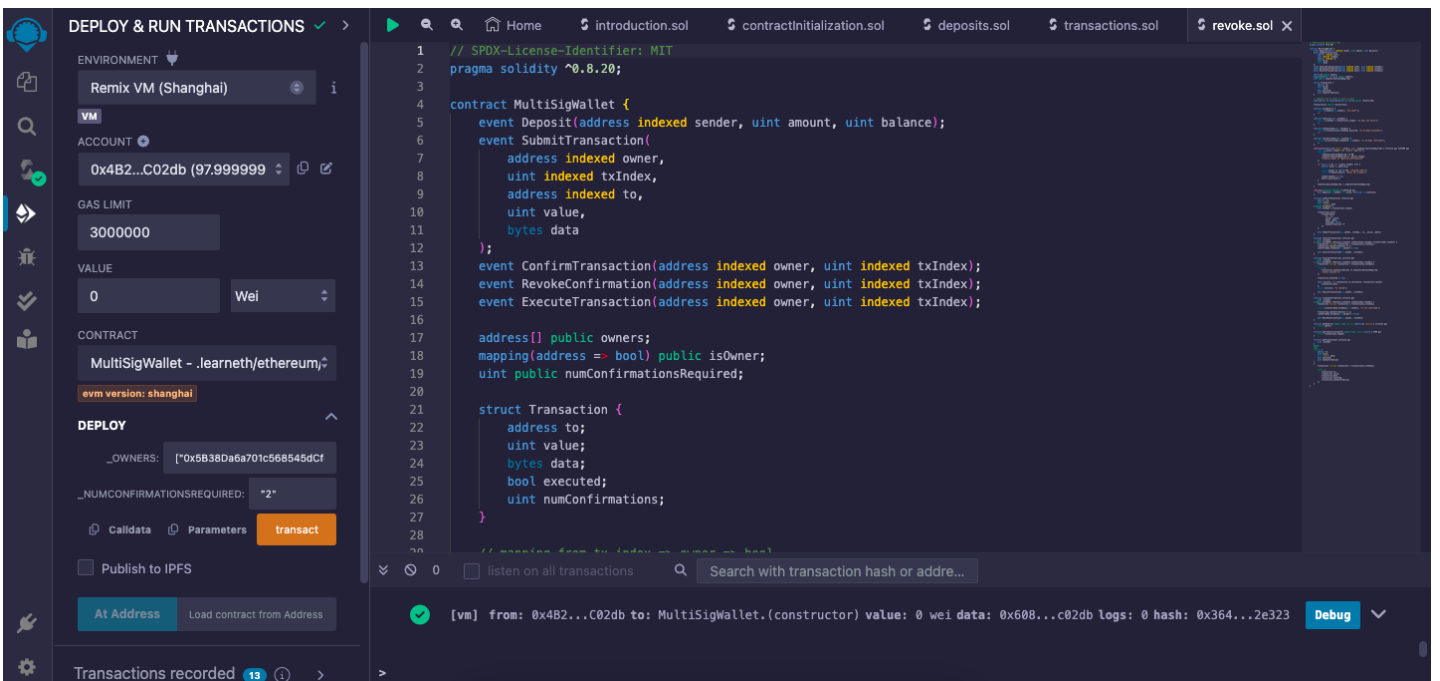 DEPLOY & RUN TRANSACTIONS
ENVIRONMENT
Remix VM (Shanghai)
VM
ACCOUNT
0x4B2...C02db (97.999999
GAS LIMIT
3000000
VALUE
0 Wei
CONTRACT
MultiSigWallet - .learneth/ethereum/
evm version: shanghai
DEPLOY
_OWNERS: ["0x5B38Da6a701c568545dCf
_NUMCONFIRMATIONSREQUIRED: "2"
Calldata Parameters transact
Publish to IPFS
At Address Load contract from Address
Transactions recorded 13 i
Home introduction.sol contractInitialization.sol deposits.sol transactions.sol revoke.sol
1 // SPDX-License-Identifier: MIT
2 pragma solidity ^0.8.20;
3
4 contract MultiSigWallet {
5 event Deposit(address indexed sender, uint amount, uint balance);
6 event SubmitTransaction(
7 address indexed owner,
8 uint indexed txIndex,
9 address indexed to,
10 uint value,
11 bytes data
12 );
13 event ConfirmTransaction(address indexed owner, uint indexed txIndex);
14 event RevokeConfirmation(address indexed owner, uint indexed txIndex);
15 event ExecuteTransaction(address indexed owner, uint indexed txIndex);
16
17 address[] public owners;
18 mapping(address => bool) public isOwner;
19 uint public numConfirmationsRequired;
20
21 struct Transaction {
22 address to;
23 uint value;
24 bytes data;
25 bool executed;
26 uint numConfirmations;
27 }
28
29 // mapping from tx index => owner => bool
0 listen on all transactions Search with transaction hash or addre...
[vm] from: 0x4B2...C02db to: MultiSigWallet.(constructor) value: 0 wei data: 0x608...c02db logs: 0 hash: 0x364...2e323 Debug
>